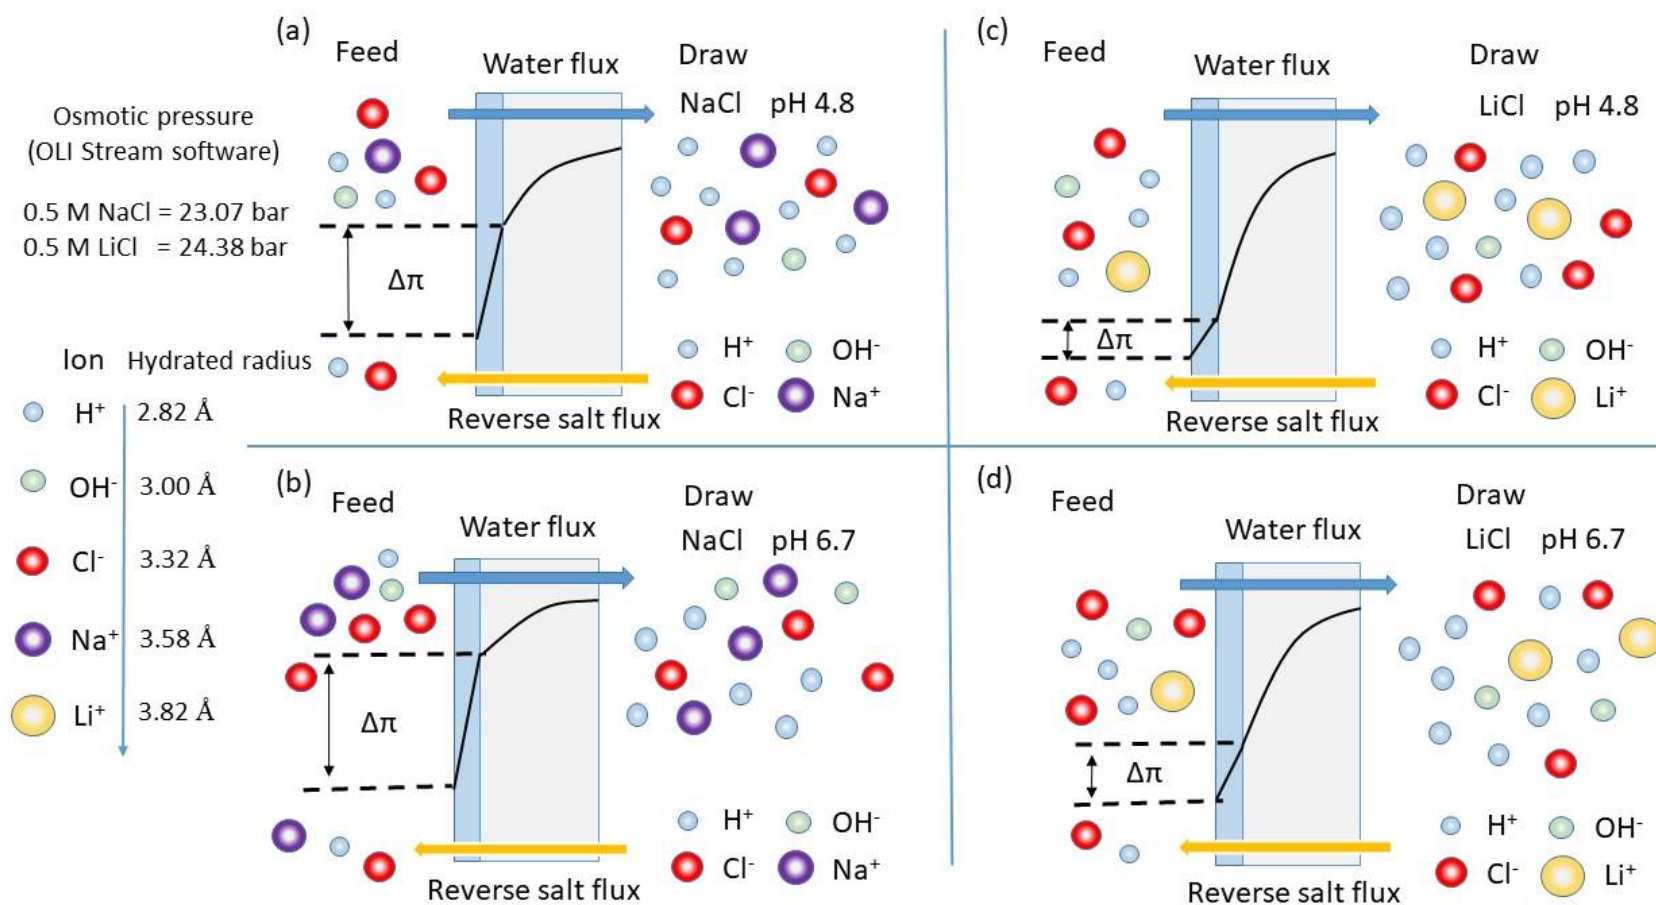 Osmotic pressure
(OLI Stream software)
0.5 M NaCl = 23.07 bar
0.5 M LiCl = 24.38 bar
Ion Hydrated radius
H⁺ 2.82 Å
OH⁻ 3.00 Å
Cl⁻ 3.32 Å
Na⁺ 3.58 Å
Li⁺ 3.82 Å
(a)
Feed
Water flux
Draw
NaCl pH 4.8
Δπ
H⁺ OH⁻
Cl⁻ Na⁺
Reverse salt flux
(b)
Feed
Water flux
Draw
NaCl pH 6.7
Δπ
H⁺ OH⁻
Cl⁻ Na⁺
Reverse salt flux
(c)
Feed
Water flux
Draw
LiCl pH 4.8
Δπ
H⁺ OH⁻
Cl⁻ Li⁺
Reverse salt flux
(d)
Feed
Water flux
Draw
LiCl pH 6.7
Δπ
H⁺ OH⁻
Cl⁻ Li⁺
Reverse salt flux